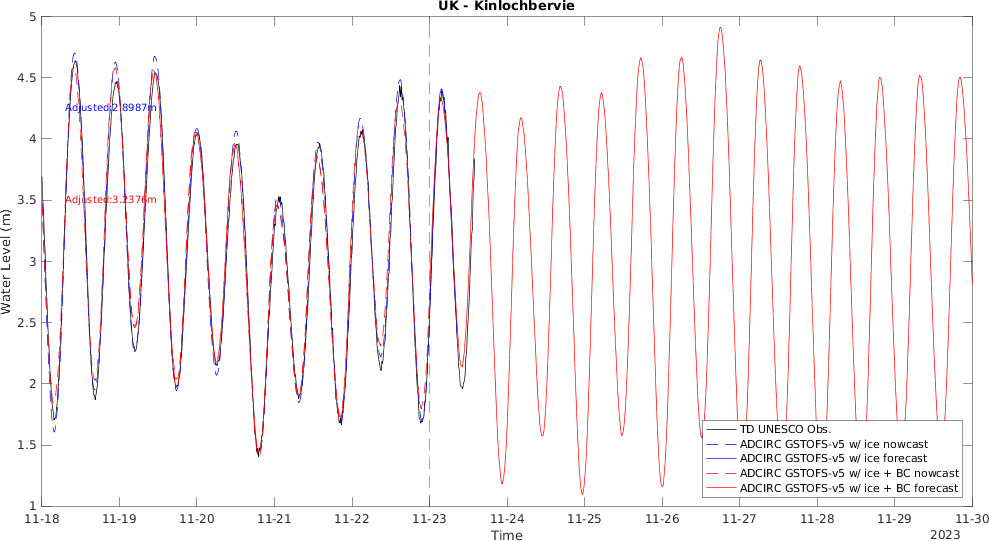 UK - Kinlochbervie
5
4.5
4
3.5
3
2.5
2
1.5
1
Water Level (m)
Adjusted:2.8987m
Adjusted:3.2376m
TD UNESCO Obs.
ADCIRC GSTOFS-v5 w/ ice nowcast
ADCIRC GSTOFS-v5 w/ ice forecast
ADCIRC GSTOFS-v5 w/ ice + BC nowcast
ADCIRC GSTOFS-v5 w/ ice + BC forecast
11-18 11-19 11-20 11-21 11-22 11-23 11-24 11-25 11-26 11-27 11-28 11-29 11-30
Time
2023